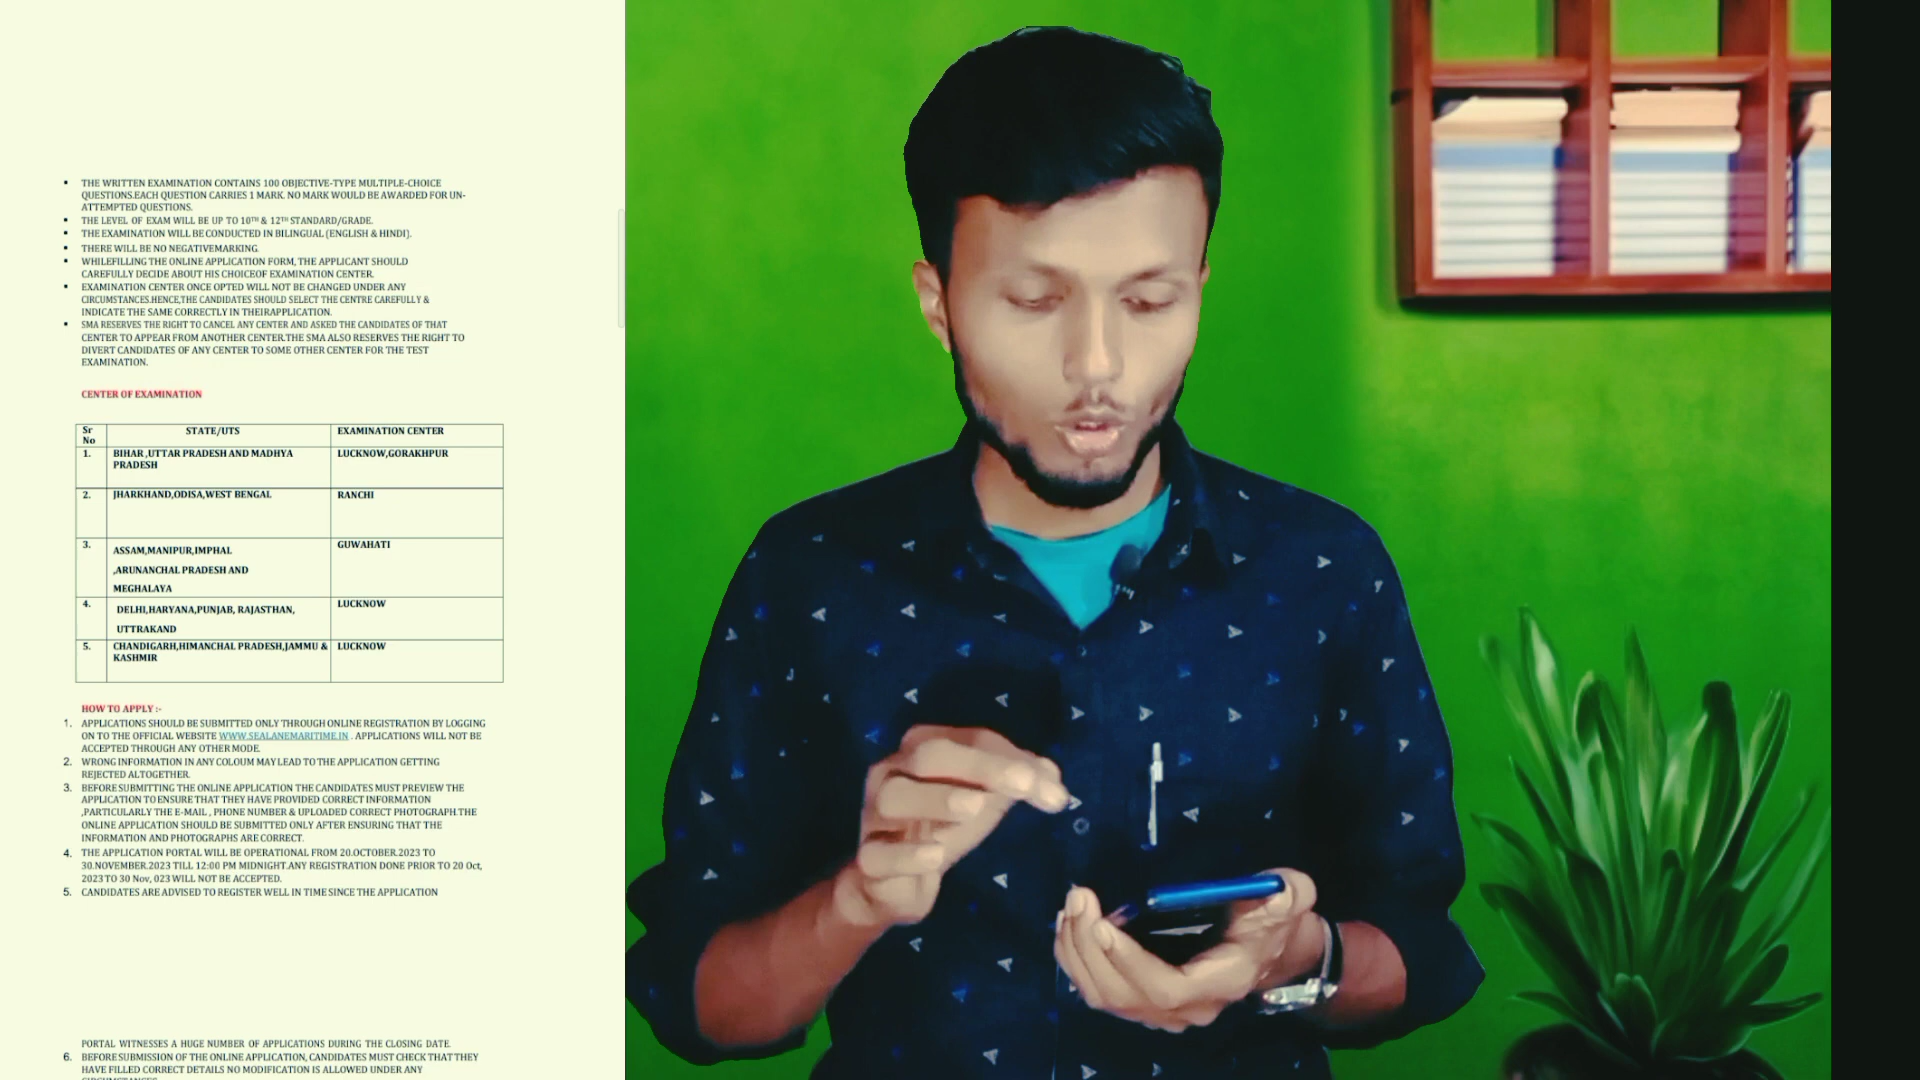 ▪ THE WRITTEN EXAMINATION CONTAINS 100 OBJECTIVE-TYPE MULTIPLE-CHOICE
QUESTIONS.EACH QUESTION CARRIES 1 MARK. NO MARK WOULD BE AWARDED FOR UN-
ATTEMPTED QUESTIONS.
▪ THE LEVEL OF EXAM WILL BE UP TO 10TH & 12TH STANDARD/GRADE.
▪ THE EXAMINATION WILL BE CONDUCTED IN BILINGUAL (ENGLISH & HINDI).
▪ THERE WILL BE NO NEGATIVEMARKING.
▪ WHILEFILLING THE ONLINE APPLICATION FORM, THE APPLICANT SHOULD
CAREFULLY DECIDE ABOUT HIS CHOICEOF EXAMINATION CENTER.
▪ EXAMINATION CENTER ONCE OPTED WILL NOT BE CHANGED UNDER ANY
CIRCUMSTANCES.HENCE,THE CANDIDATES SHOULD SELECT THE CENTRE CAREFULLY &
INDICATE THE SAME CORRECTLY IN THEIRAPPLICATION.
▪ SMA RESERVES THE RIGHT TO CANCEL ANY CENTER AND ASKED THE CANDIDATES OF THAT
CENTER TO APPEAR FROM ANOTHER CENTER.THE SMA ALSO RESERVES THE RIGHT TO
DIVERT CANDIDATES OF ANY CENTER TO SOME OTHER CENTER FOR THE TEST
EXAMINATION.
CENTER OF EXAMINATION
Sr No STATE/UTS EXAMINATION CENTER
1. BIHAR ,UTTAR PRADESH AND MADHYA LUCKNOW,GORAKHPUR
PRADESH
2. JHARKHAND,ODISA,WEST BENGAL RANCHI
3. ASSAM,MANIPUR,IMPHAL GUWAHATI
,ARUNANCHAL PRADESH AND
MEGHALAYA
4. DELHI,HARYANA,PUNJAB, RAJASTHAN, LUCKNOW
UTTRAKAND
5. CHANDIGARH,HIMANCHAL PRADESH,JAMMU & LUCKNOW
KASHMIR
HOW TO APPLY :-
1. APPLICATIONS SHOULD BE SUBMITTED ONLY THROUGH ONLINE REGISTRATION BY LOGGING
ON TO THE OFFICIAL WEBSITE WWW.SEALANEMARITIME.IN . APPLICATIONS WILL NOT BE
ACCEPTED THROUGH ANY OTHER MODE.
2. WRONG INFORMATION IN ANY COLOUM MAY LEAD TO THE APPLICATION GETTING
REJECTED ALTOGETHER.
3. BEFORE SUBMITTING THE ONLINE APPLICATION THE CANDIDATES MUST PREVIEW THE
APPLICATION TO ENSURE THAT THEY HAVE PROVIDED CORRECT INFORMATION
,PARTICULARLY THE E-MAIL , PHONE NUMBER & UPLOADED CORRECT PHOTOGRAPH.THE
ONLINE APPLICATION SHOULD BE SUBMITTED ONLY AFTER ENSURING THAT THE
INFORMATION AND PHOTOGRAPHS ARE CORRECT.
4. THE APPLICATION PORTAL WILL BE OPERATIONAL FROM 20.OCTOBER.2023 TO
30.NOVEMBER.2023 TILL 12:00 PM MIDNIGHT.ANY REGISTRATION DONE PRIOR TO 20 Oct,
2023 TO 30 Nov, 023 WILL NOT BE ACCEPTED.
5. CANDIDATES ARE ADVISED TO REGISTER WELL IN TIME SINCE THE APPLICATION
PORTAL WITNESSES A HUGE NUMBER OF APPLICATIONS DURING THE CLOSING DATE.
6. BEFORE SUBMISSION OF THE ONLINE APPLICATION, CANDIDATES MUST CHECK THAT THEY
HAVE FILLED CORRECT DETAILS NO MODIFICATION IS ALLOWED UNDER ANY